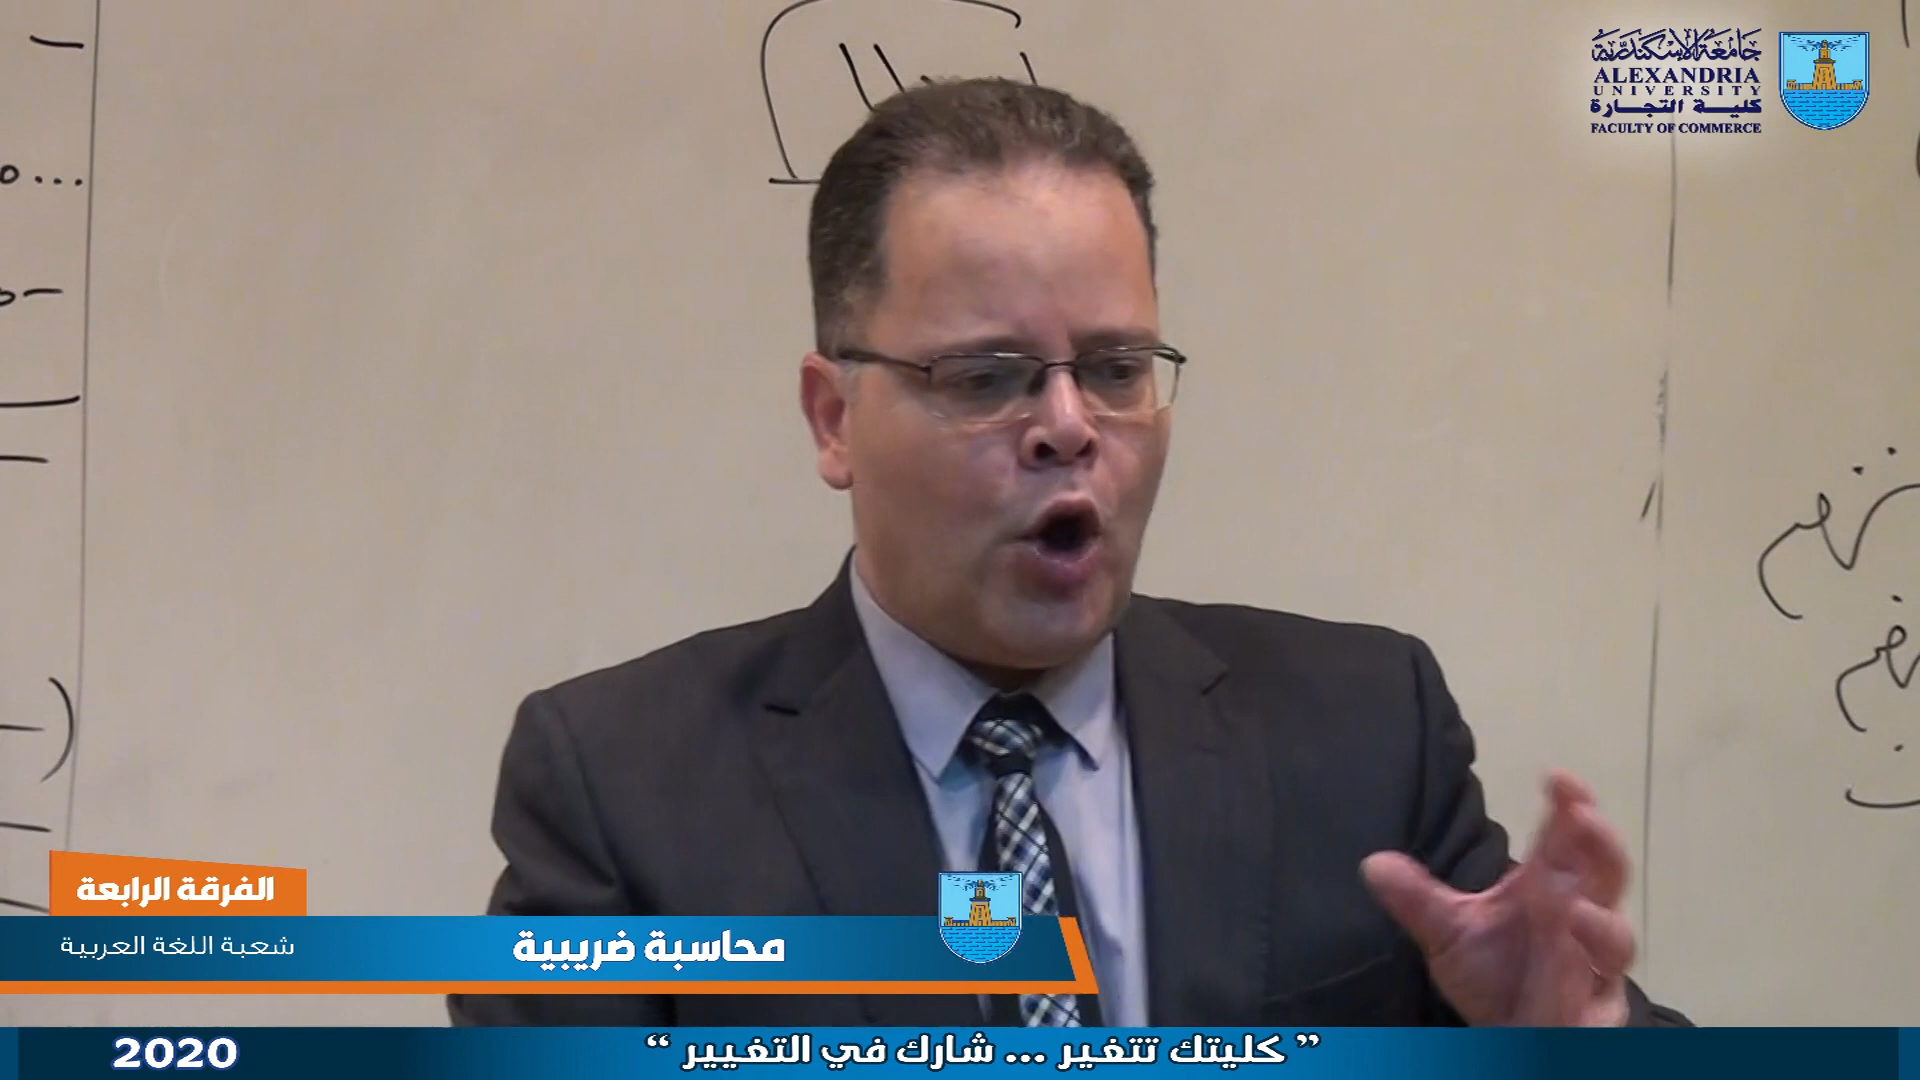 جامعة الإسكندرية
ALEXANDRIA
UNIVERSITY
كلية التجارة
FACULTY OF COMMERCE
الفرقة الرابعة
شعبة اللغة العربية
محاسبة ضريبية
” كليتك تتغير ... شارك في التغيير “
2020